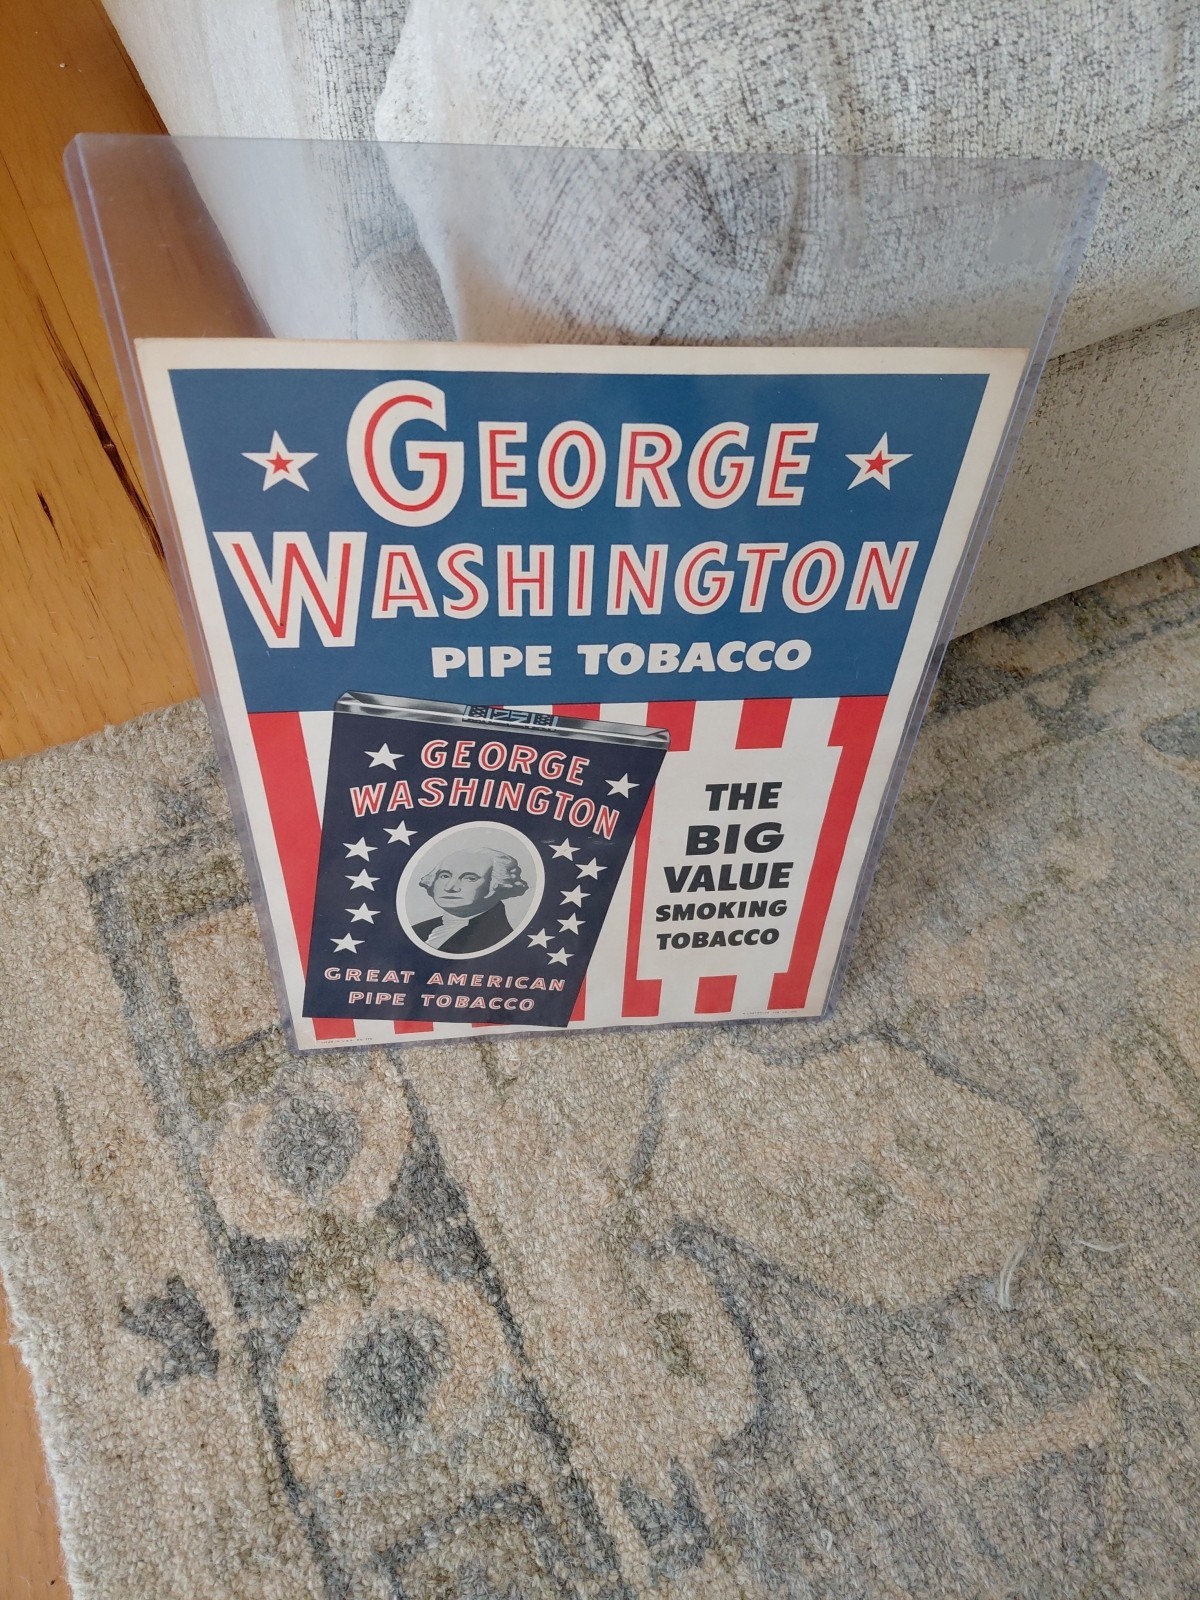 GEORGE
WASHINGTON
PIPE TOBACCO
GEORGE
WASHINGTON
GREAT AMERICAN
PIPE TOBACCO
THE
BIG
VALUE
SMOKING
TOBACCO